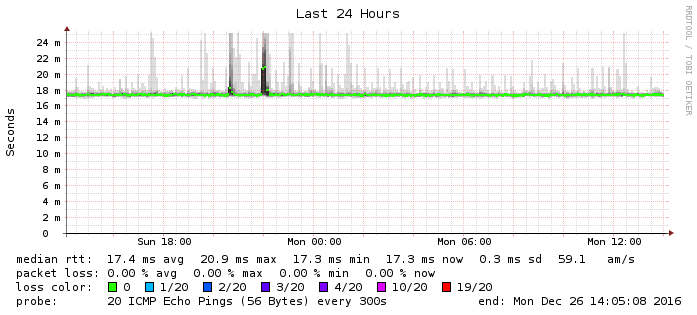 Last 24 Hours
RRDTOOL / TOBI OETIKER
Seconds
24 m
22 m
20 m
18 m
16 m
14 m
12 m
10 m
8 m
6 m
4 m
2 m
0
Sun 18:00 Mon 00:00 Mon 06:00 Mon 12:00
median rtt: 17.4 ms avg 20.9 ms max 17.3 ms min 17.3 ms now 0.3 ms sd 59.1 am/s
packet loss: 0.00 % avg 0.00 % max 0.00 % min 0.00 % now
loss color: 0 1/20 2/20 3/20 4/20 10/20 19/20
probe: 20 ICMP Echo Pings (56 Bytes) every 300s end: Mon Dec 26 14:05:08 2016